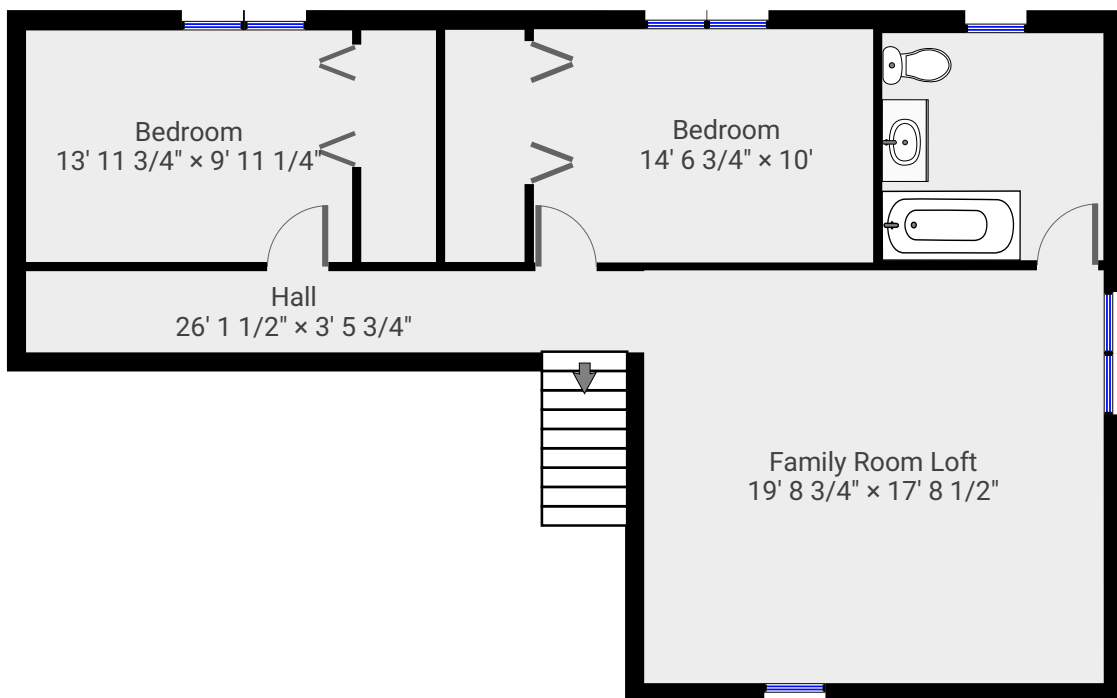 Bedroom
13' 11 3/4" × 9' 11 1/4"
Bedroom
14' 6 3/4" × 10'
Hall
26' 1 1/2" × 3' 5 3/4"
Family Room Loft
19' 8 3/4" × 17' 8 1/2"